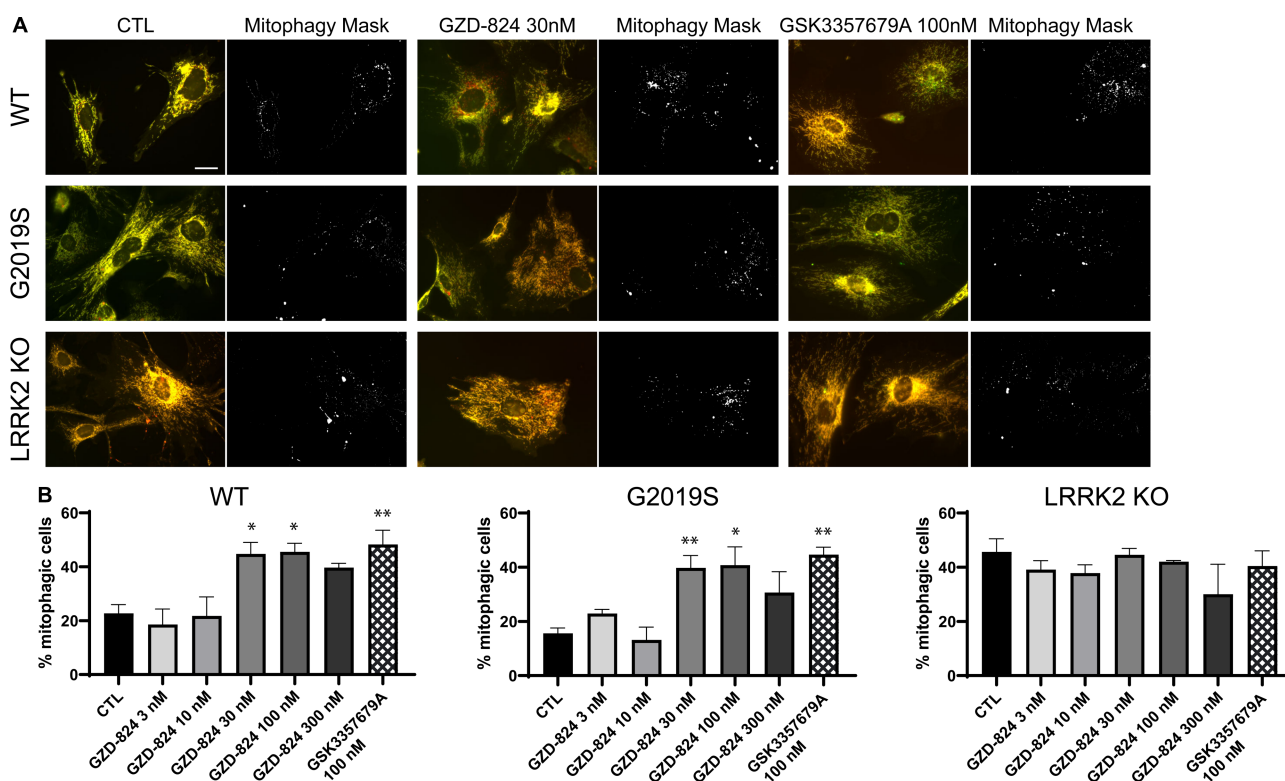 A
CTL Mitophagy Mask GZD-824 30nM Mitophagy Mask GSK3357679A 100nM Mitophagy Mask
WT
G2019S
LRRK2 KO
B
WT
% mitophagic cells
60
40
20
0
* * **
CTL
GZD-824 3 nM
GZD-824 10 nM
GZD-824 30 nM
GZD-824 100 nM
GZD-824 300 nM
GSK3357679A
100 nM
G2019S
% mitophagic cells
60
40
20
0
** * **
CTL
GZD-824 3 nM
GZD-824 10 nM
GZD-824 30 nM
GZD-824 100 nM
GZD-824 300 nM
GSK3357679A
100 nM
LRRK2 KO
% mitophagic cells
60
40
20
0
CTL
GZD-824 3 nM
GZD-824 10 nM
GZD-824 30 nM
GZD-824 100 nM
GZD-824 300 nM
GSK3357679A
100 nM